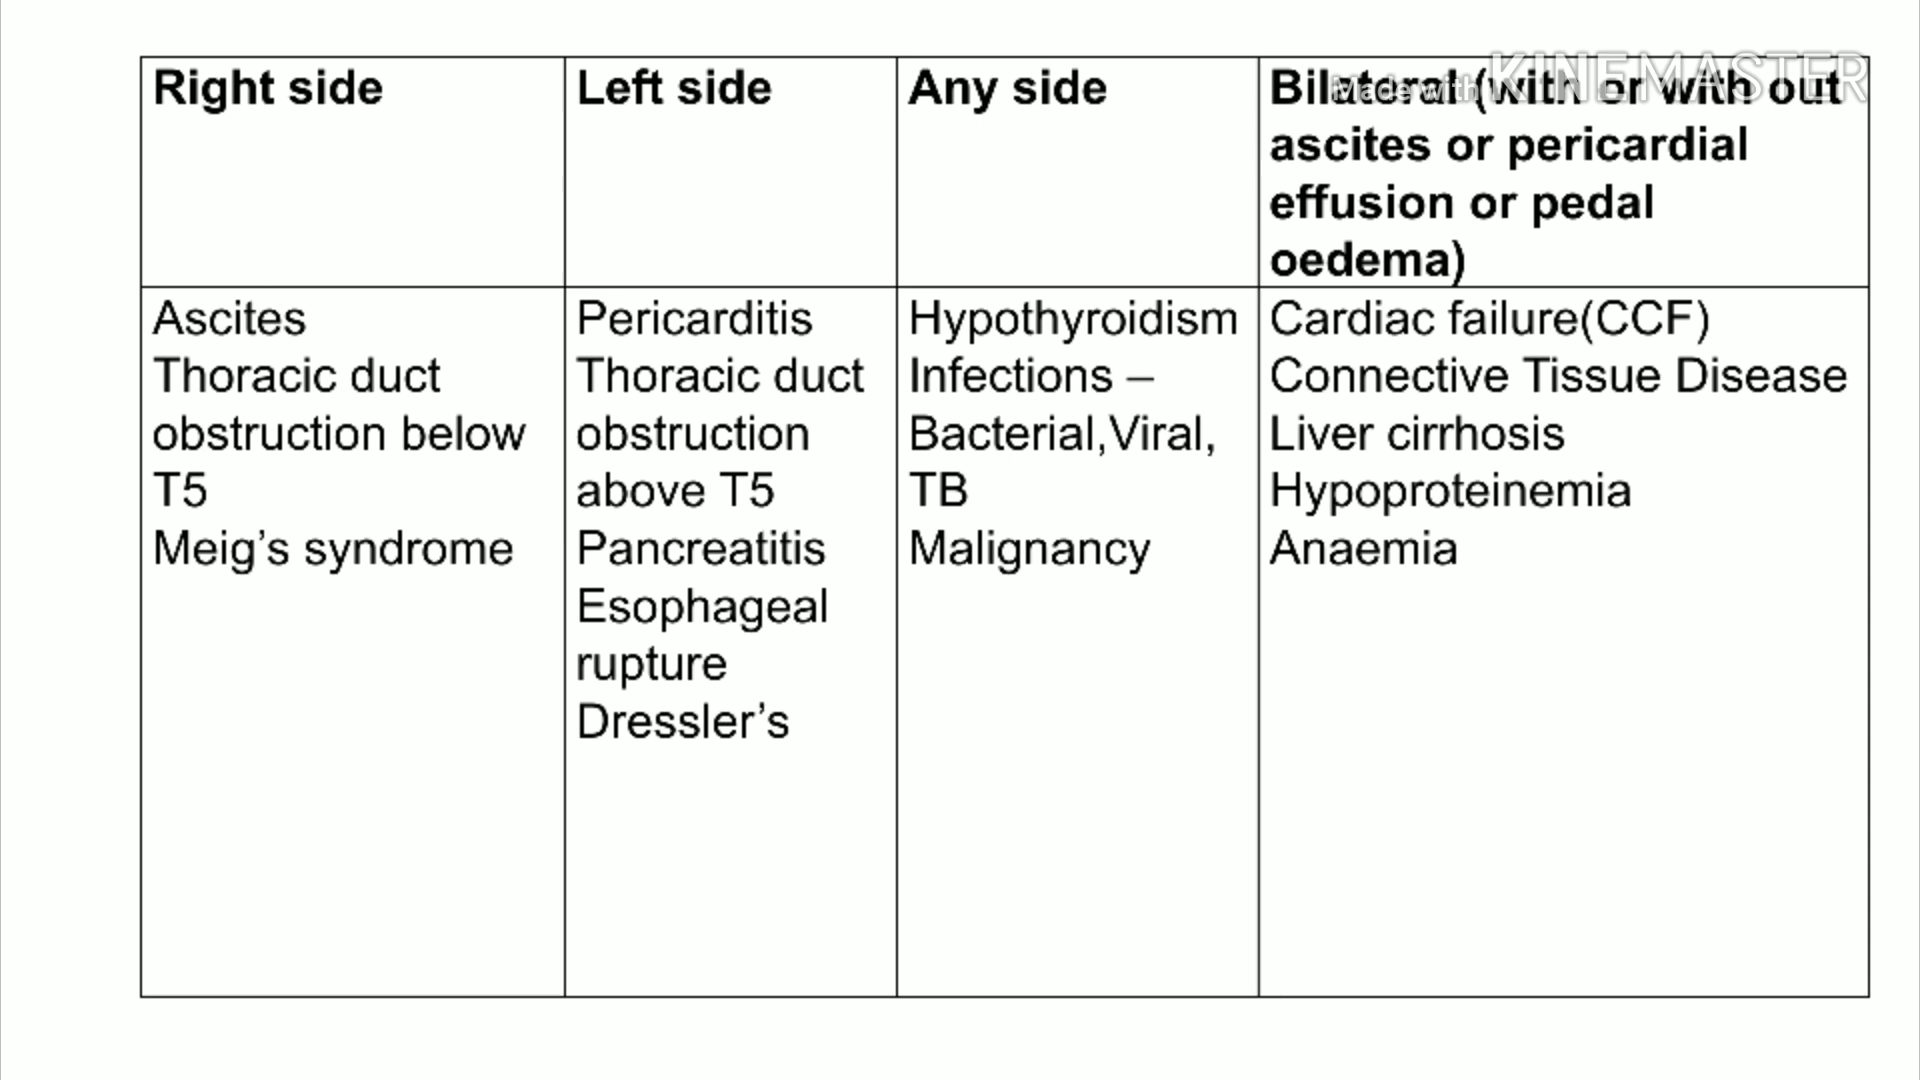 Right side
Left side
Any side
Bilateral (with or with out
ascites or pericardial
effusion or pedal
oedema)
Made with KINEMASTER
Ascites
Thoracic duct
obstruction below
T5
Meig’s syndrome
Pericarditis
Thoracic duct
obstruction
above T5
Pancreatitis
Esophageal
rupture
Dressler’s
Hypothyroidism
Infections –
Bacterial,Viral,
TB
Malignancy
Cardiac failure(CCF)
Connective Tissue Disease
Liver cirrhosis
Hypoproteinemia
Anaemia